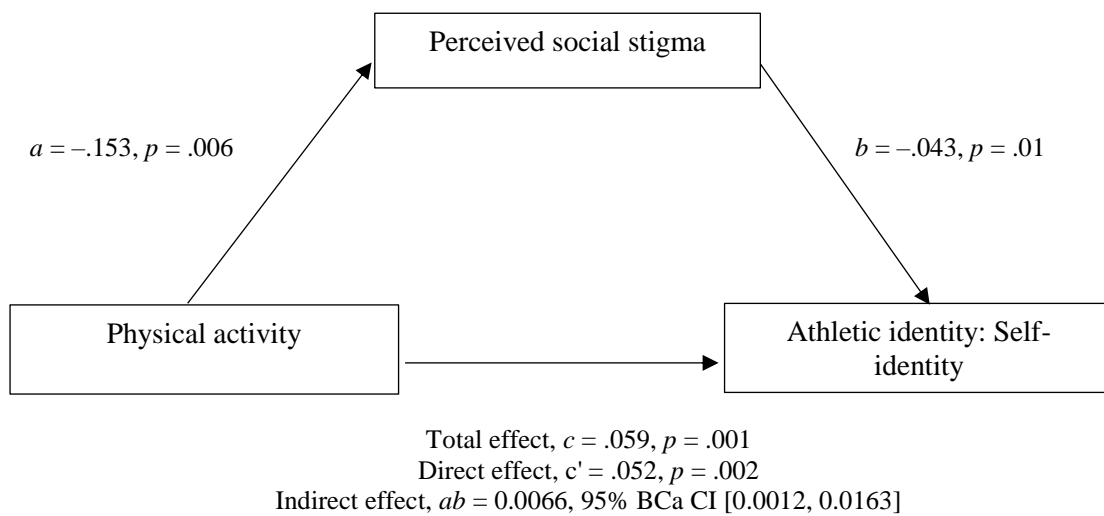 Perceived social stigma
a = –.153, p = .006
b = –.043, p = .01
Physical activity
Athletic identity: Self-
identity
Total effect, c = .059, p = .001
Direct effect, c' = .052, p = .002
Indirect effect, ab = 0.0066, 95% BCa CI [0.0012, 0.0163]